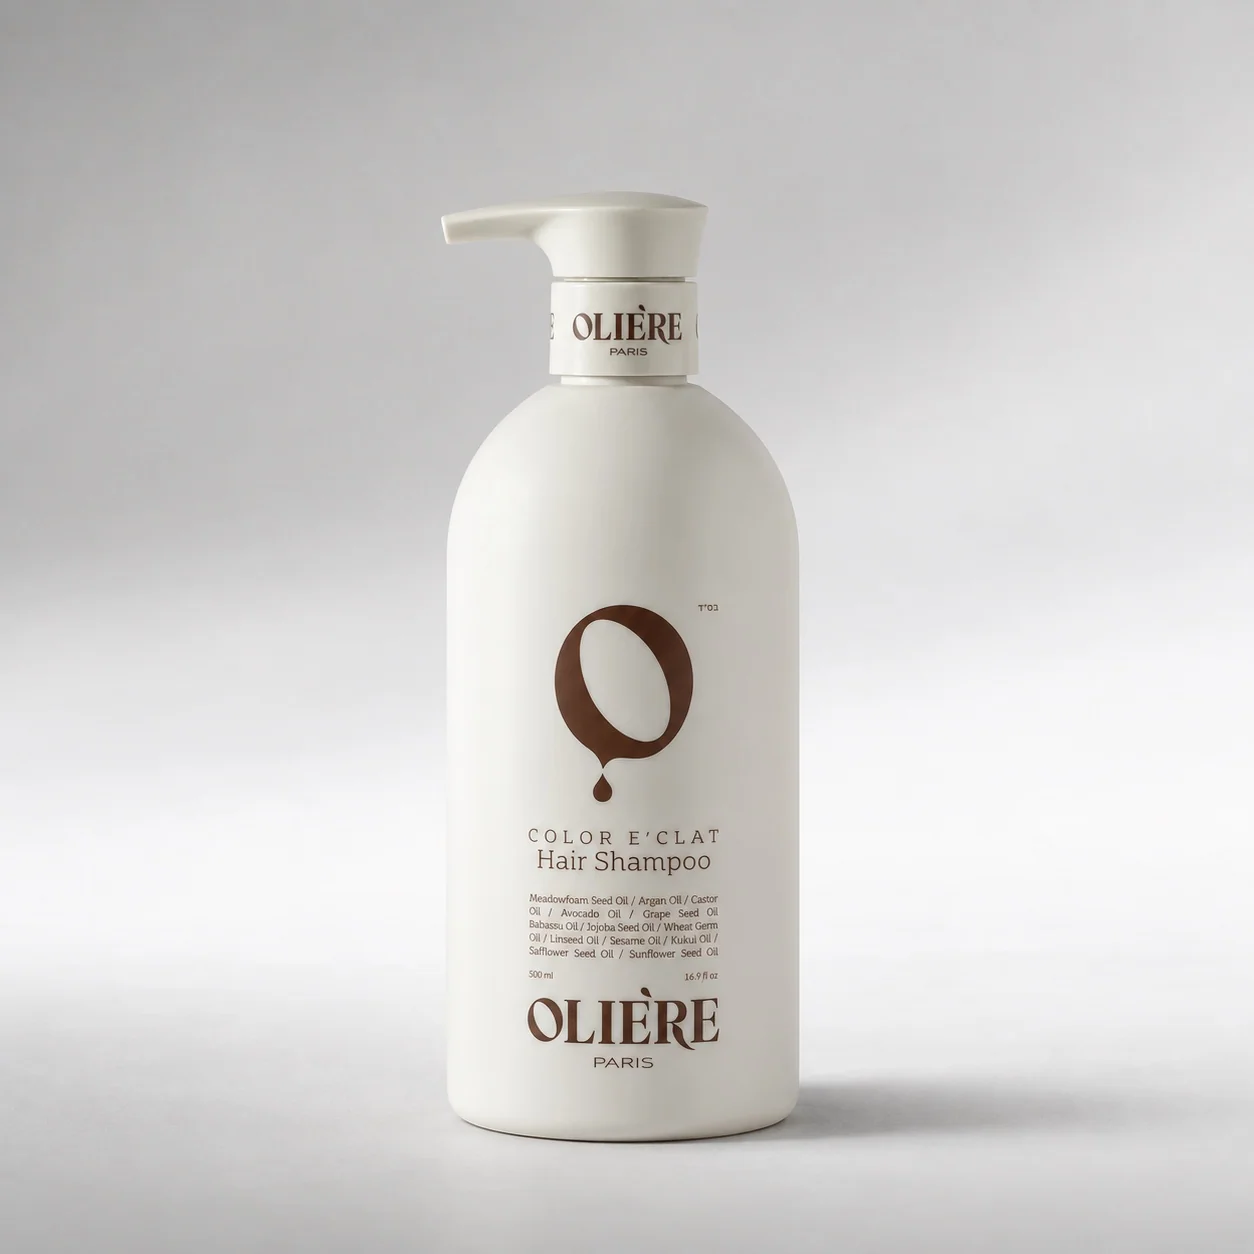 OLIÈRE
PARIS
בס"ד
COLOR E'CLAT
Hair Shampoo
Meadowfoam Seed Oil / Argan Oil / Castor
Oil / Avocado Oil / Grape Seed Oil
Babassu Oil / Jojoba Seed Oil / Wheat Germ
Oil / Linseed Oil / Sesame Oil / Kukui Oil /
Safflower Seed Oil / Sunflower Seed Oil
500 ml 16.9 fl oz
OLIÈRE
PARIS